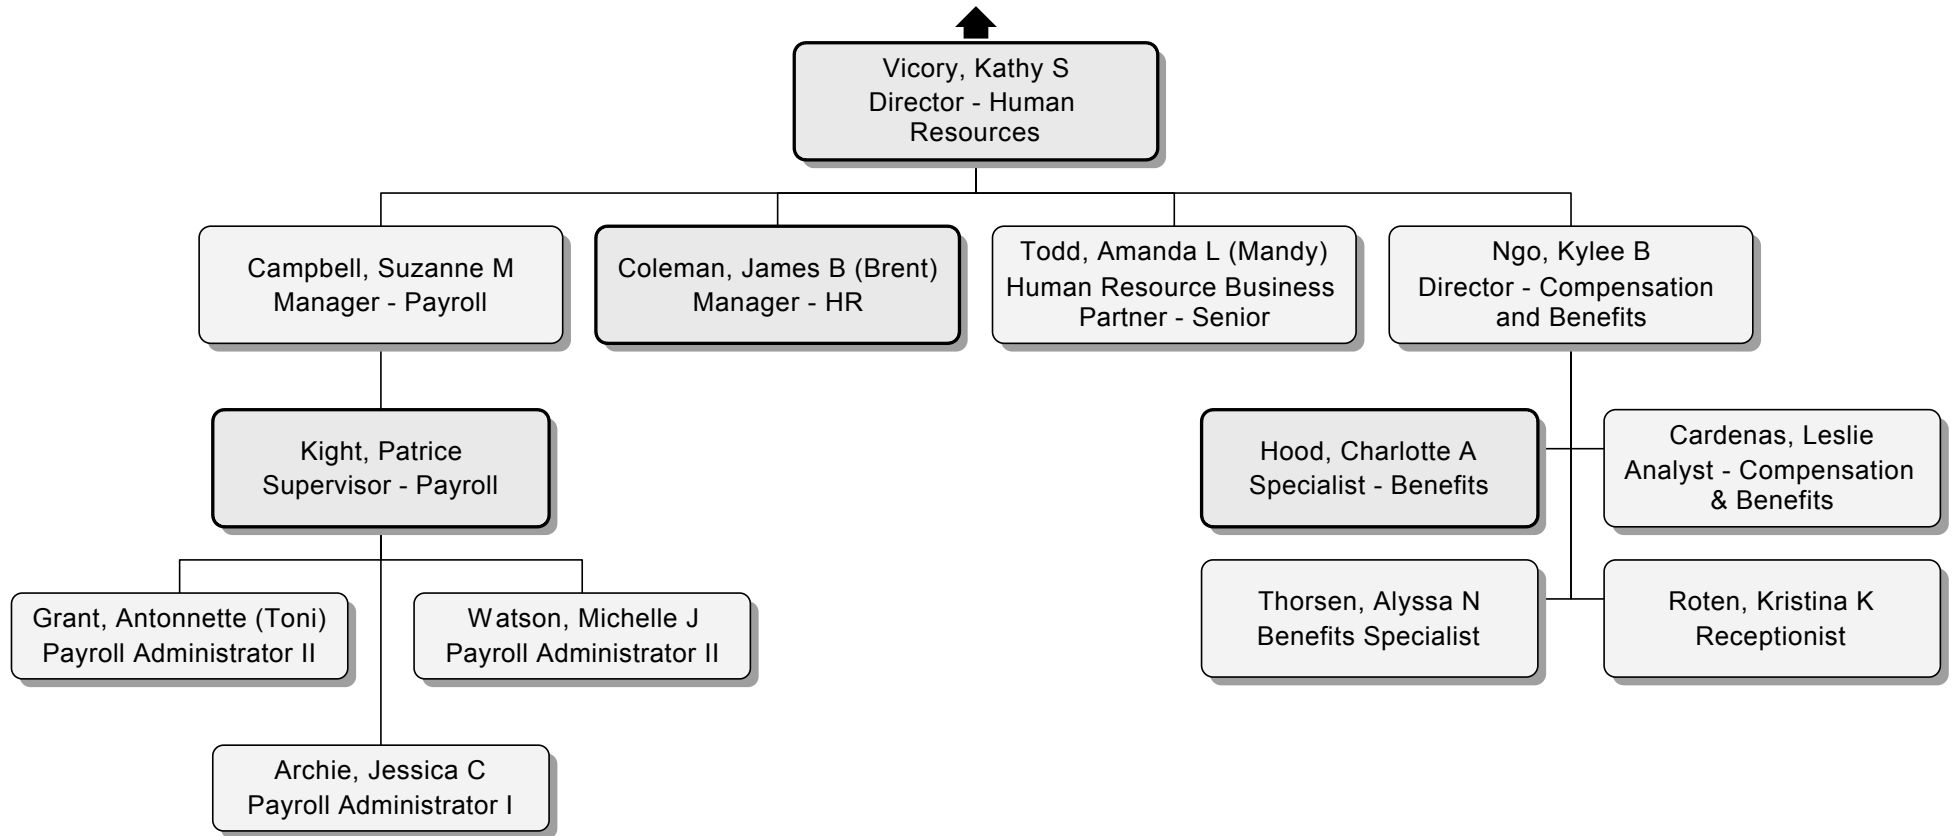 Vicory, Kathy S
Director - Human
Resources
Campbell, Suzanne M
Manager - Payroll
Coleman, James B (Brent)
Manager - HR
Todd, Amanda L (Mandy)
Human Resource Business
Partner - Senior
Ngo, Kylee B
Director - Compensation
and Benefits
Kight, Patrice
Supervisor - Payroll
Hood, Charlotte A
Specialist - Benefits
Cardenas, Leslie
Analyst - Compensation
& Benefits
Grant, Antonnette (Toni)
Payroll Administrator II
Watson, Michelle J
Payroll Administrator II
Thorsen, Alyssa N
Benefits Specialist
Roten, Kristina K
Receptionist
Archie, Jessica C
Payroll Administrator I